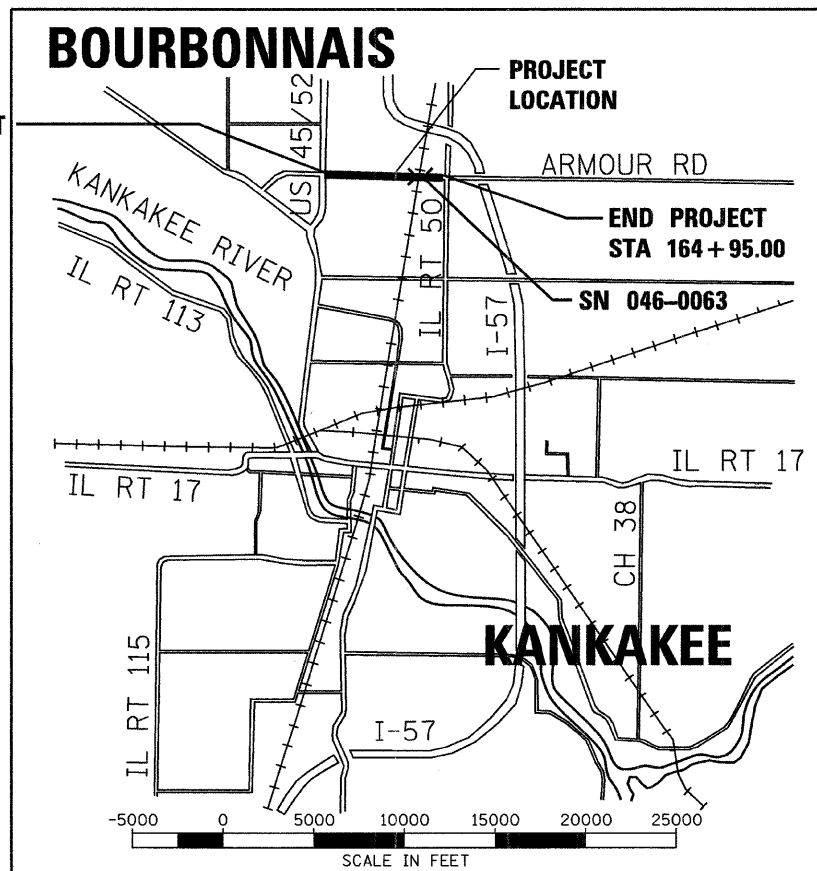 BOURBONNAIS
PROJECT
LOCATION
T
US 45/52
ARMOUR RD
KANKAKEE RIVER
END PROJECT
STA 164+95.00
IL RT 50
IL RT 113
I-57
SN 046-0063
IL RT 17
IL RT 17
CH 38
KANKAKEE
IL RT 115
I-57
-5000 0 5000 10000 15000 20000 25000
SCALE IN FEET